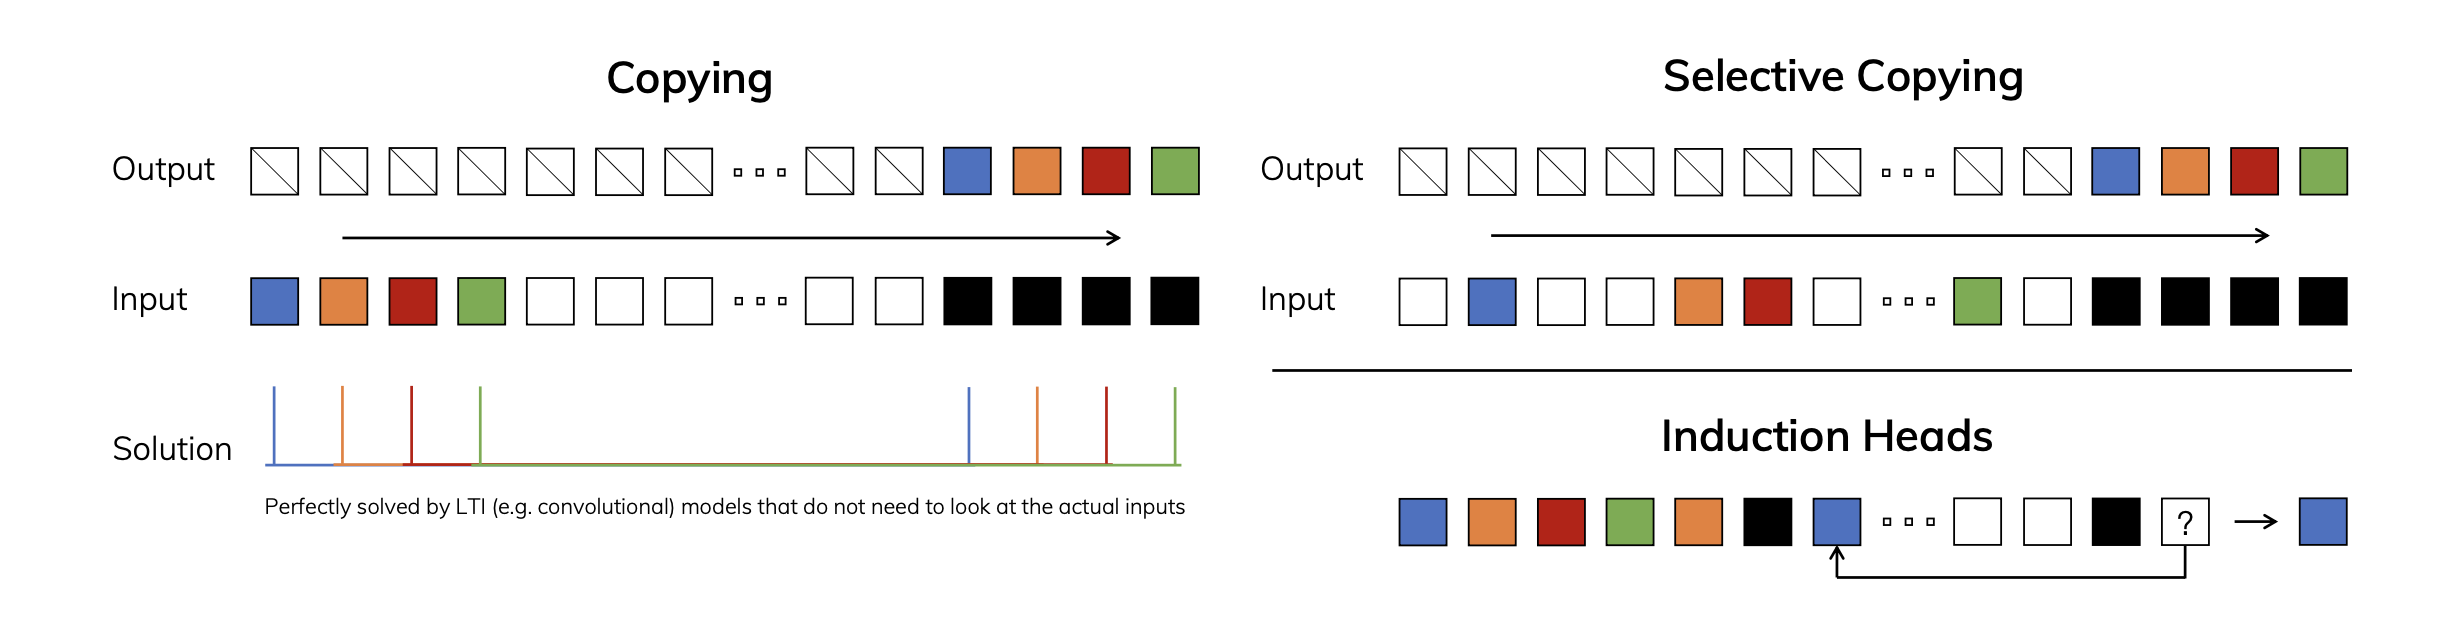 Copying
Output
Input
Solution
Perfectly solved by LTI (e.g. convolutional) models that do not need to look at the actual inputs
Selective Copying
Output
Input
Induction Heads
?